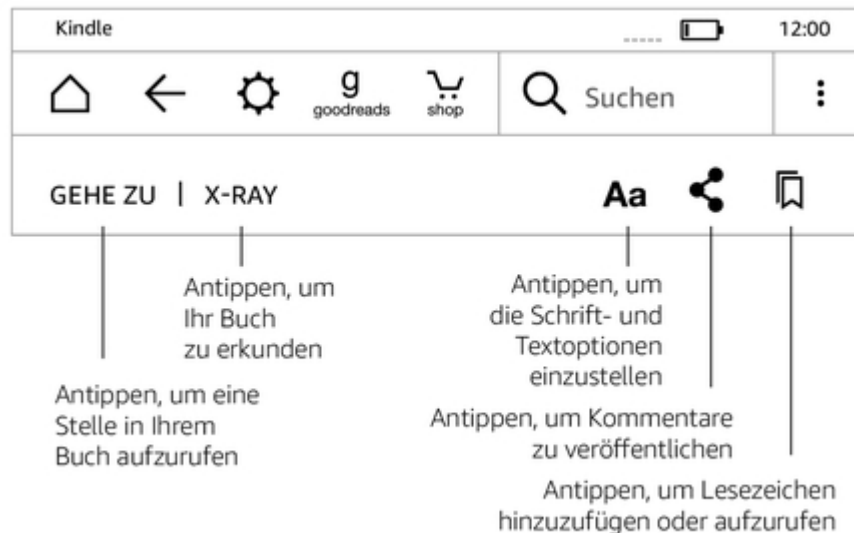 Kindle 12:00
g
goodreads shop Suchen
GEHE ZU | X-RAY Aa
Antippen, um
Ihr Buch
zu erkunden
Antippen, um
die Schrift- und
Textoptionen
einzustellen
Antippen, um eine
Stelle in Ihrem
Buch aufzurufen
Antippen, um Kommentare
zu veröffentlichen
Antippen, um Lesezeichen
hinzuzufügen oder aufzurufen